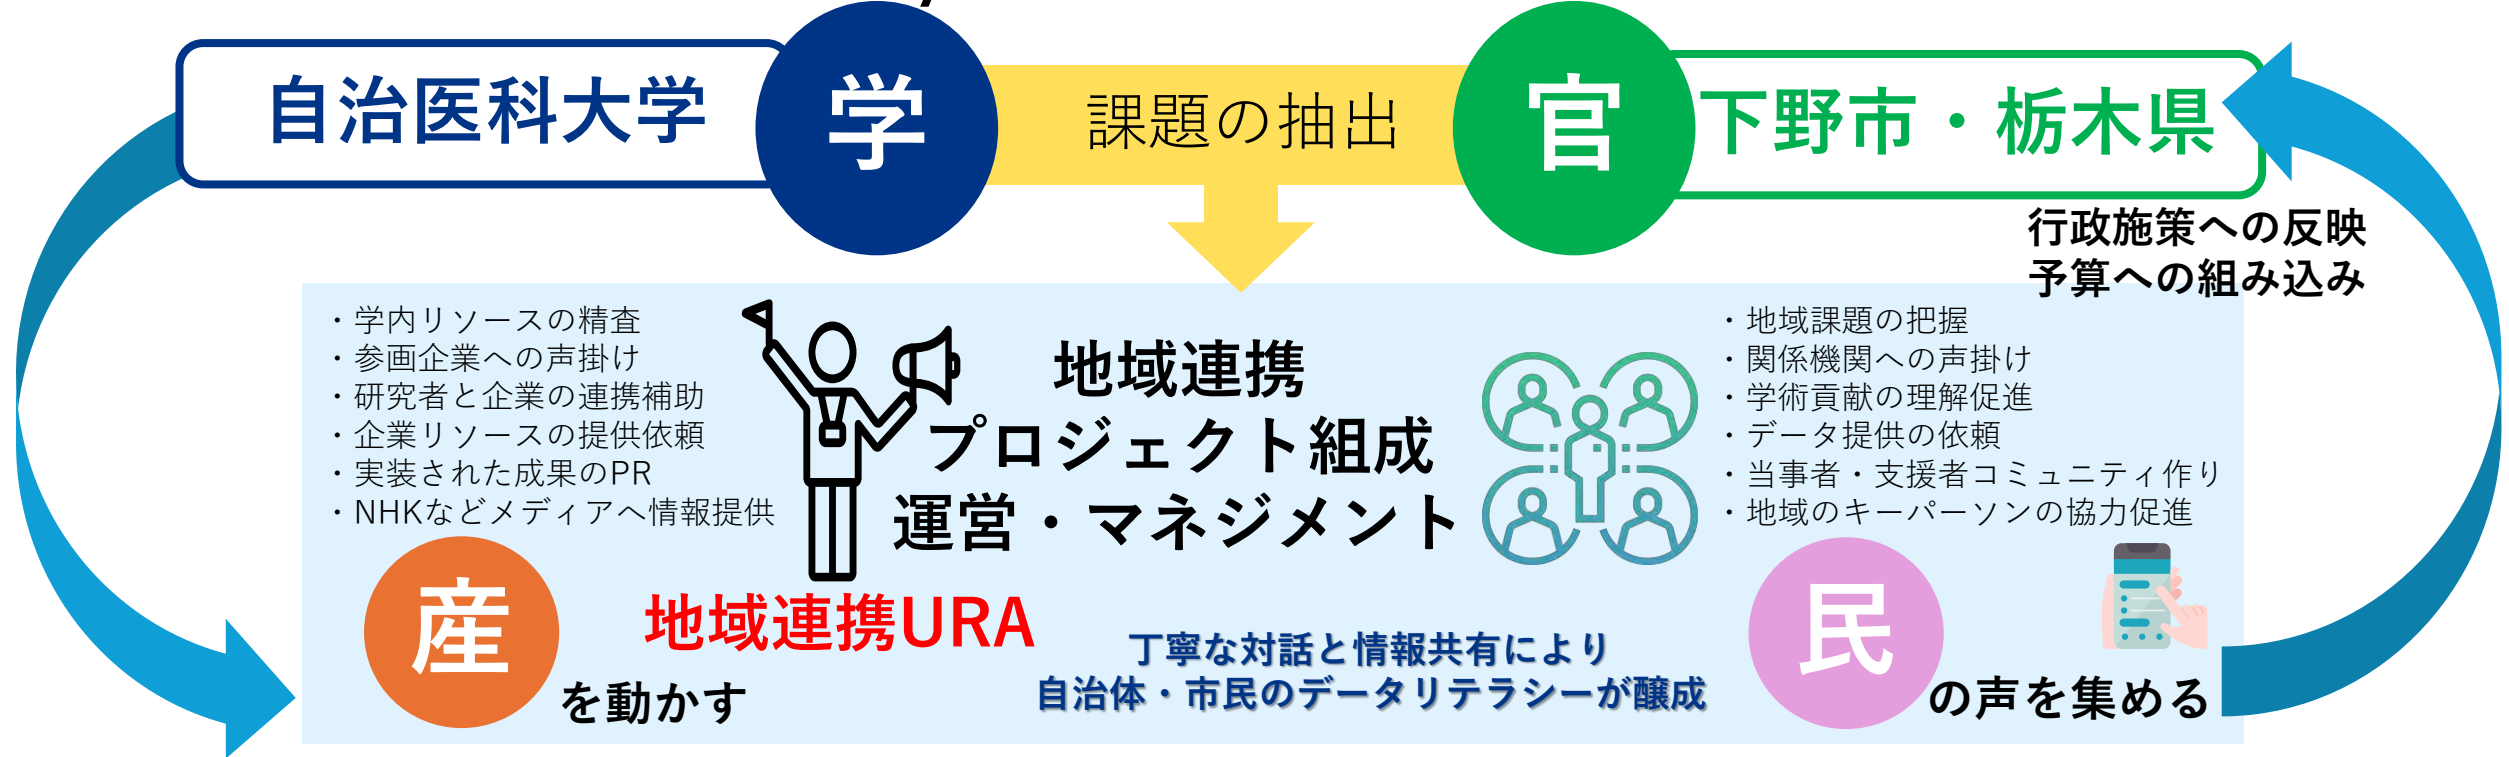 自治医科大学
学
課題の抽出
官
下野市・栃木県
行政施策への反映
予算への組み込み
・学内リソースの精査
・参画企業への声掛け
・研究者と企業の連携補助
・企業リソースの提供依頼
・実装された成果のPR
・NHKなどメディアへ情報提供
地域連携
プロジェクト組成
運営・マネジメント
・地域課題の把握
・関係機関への声掛け
・学術貢献の理解促進
・データ提供の依頼
・当事者・支援者コミュニティ作り
・地域のキーパーソンの協力促進
産
を動かす
地域連携URA
丁寧な対話と情報共有により
自治体・市民のデータリテラシーが醸成
民
の声を集める